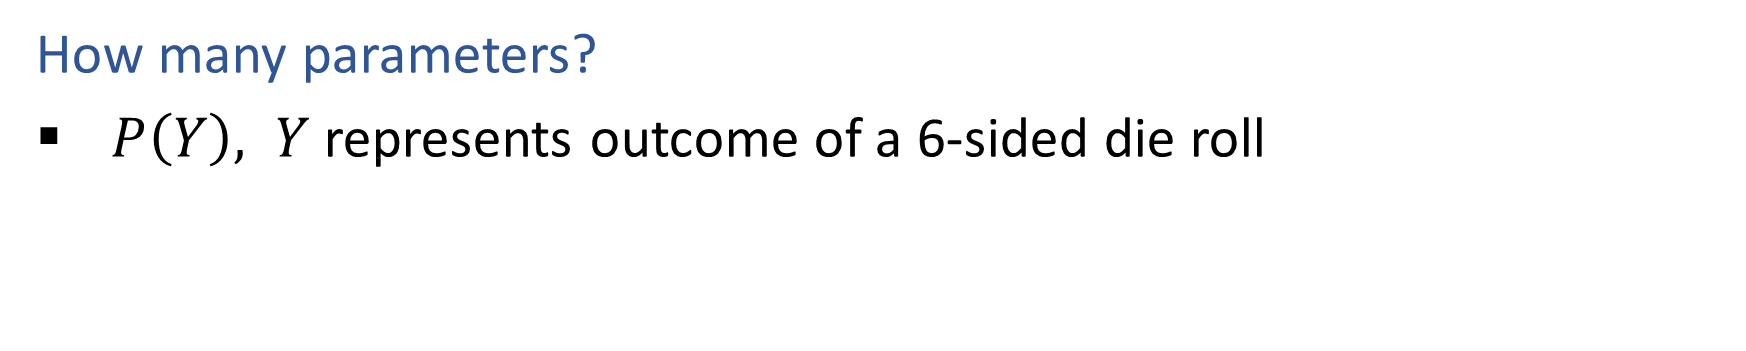 How many parameters?
▪ P(Y), Y represents outcome of a 6-sided die roll